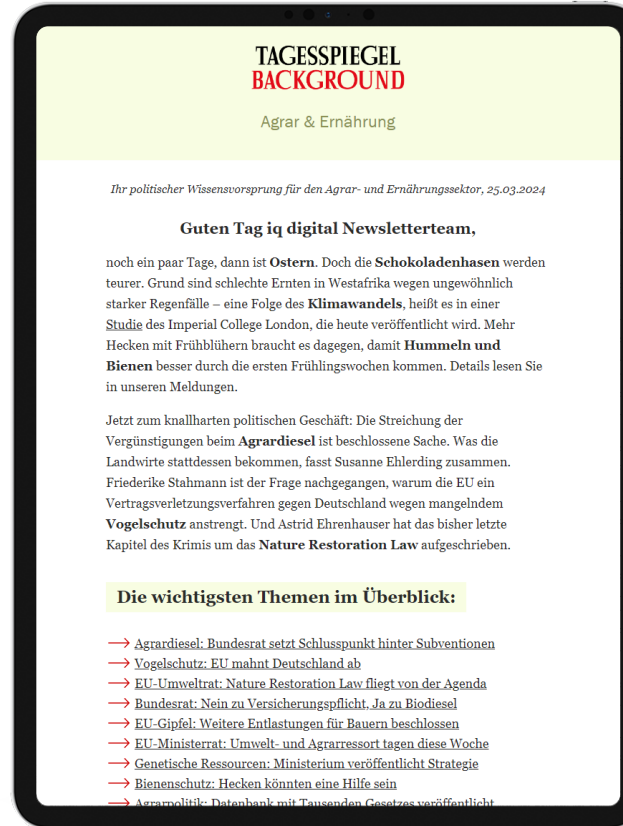 TAGESSPIEGEL
BACKGROUND
Agrar & Ernährung
Ihr politischer Wissensvorsprung für den Agrar- und Ernährungssektor, 25.03.2024
Guten Tag iq digital Newsletterteam,
noch ein paar Tage, dann ist Ostern. Doch die Schokoladenhasen werden
teurer. Grund sind schlechte Ernten in Westafrika wegen ungewöhnlich
starker Regenfälle – eine Folge des Klimawandels, heißt es in einer
Studie des Imperial College London, die heute veröffentlicht wird. Mehr
Hecken mit Frühblühern braucht es dagegen, damit Hummeln und
Bienen besser durch die ersten Frühlingswochen kommen. Details lesen Sie
in unseren Meldungen.
Jetzt zum knallharten politischen Geschäft: Die Streichung der
Vergünstigungen beim Agrardiesel ist beschlossene Sache. Was die
Landwirte stattdessen bekommen, fasst Susanne Ehlerding zusammen.
Friederike Stahmann ist der Frage nachgegangen, warum die EU ein
Vertragsverletzungsverfahren gegen Deutschland wegen mangelndem
Vogelschutz anstrengt. Und Astrid Ehrenhauser hat das bisher letzte
Kapitel des Krimis um das Nature Restoration Law aufgeschrieben.
Die wichtigsten Themen im Überblick:
Agrardiesel: Bundesrat setzt Schlusspunkt hinter Subventionen
Vogelschutz: EU mahnt Deutschland ab
EU-Umweltrat: Nature Restoration Law fliegt von der Agenda
Bundesrat: Nein zu Versicherungspflicht, Ja zu Biodiesel
EU-Gipfel: Weitere Entlastungen für Bauern beschlossen
EU-Ministerrat: Umwelt- und Agrarressort tagen diese Woche
Genetische Ressourcen: Ministerium veröffentlicht Strategie
Bienenschutz: Hecken könnten eine Hilfe sein
Agrarpolitik: Datenbank mit Tausenden Gesetzes veröffentlicht